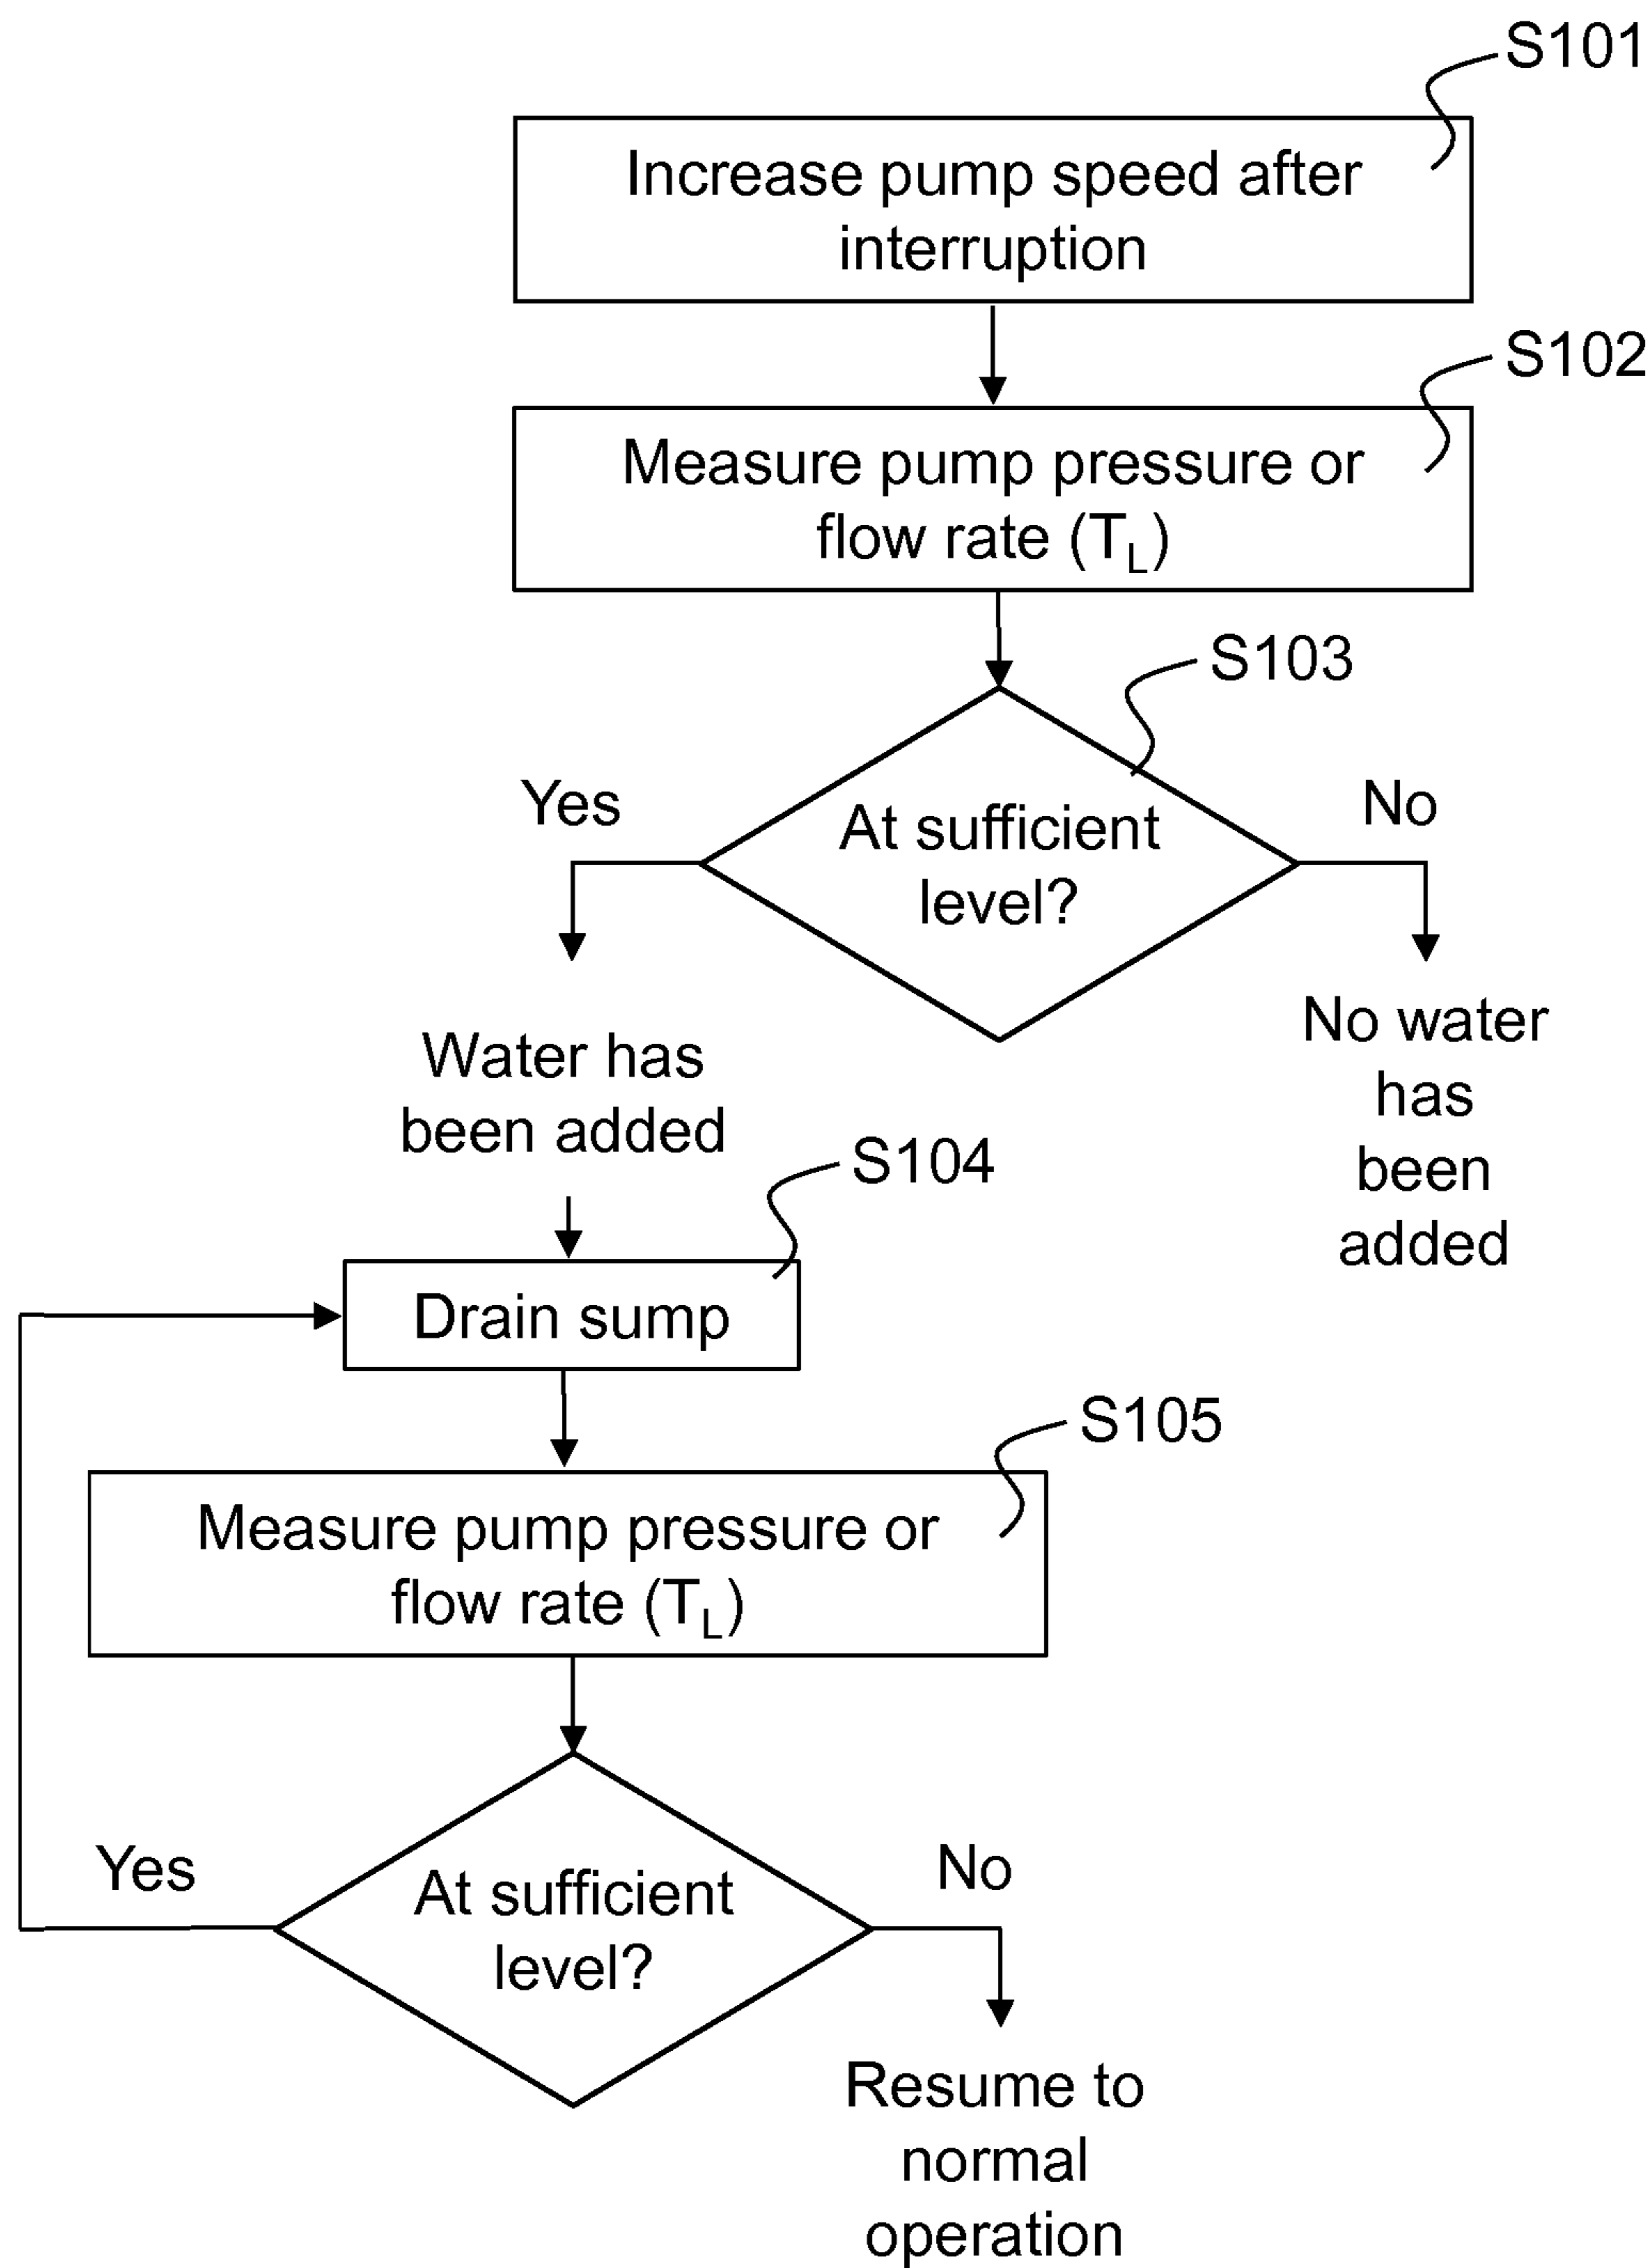 S101
Increase pump speed after
interruption
S102
Measure pump pressure or
flow rate (TL)
S103
Yes
No
At sufficient
level?
Water has
been added
No water
has
been
added
S104
Drain sump
S105
Measure pump pressure or
flow rate (TL)
Yes
No
At sufficient
level?
Resume to
normal
operation